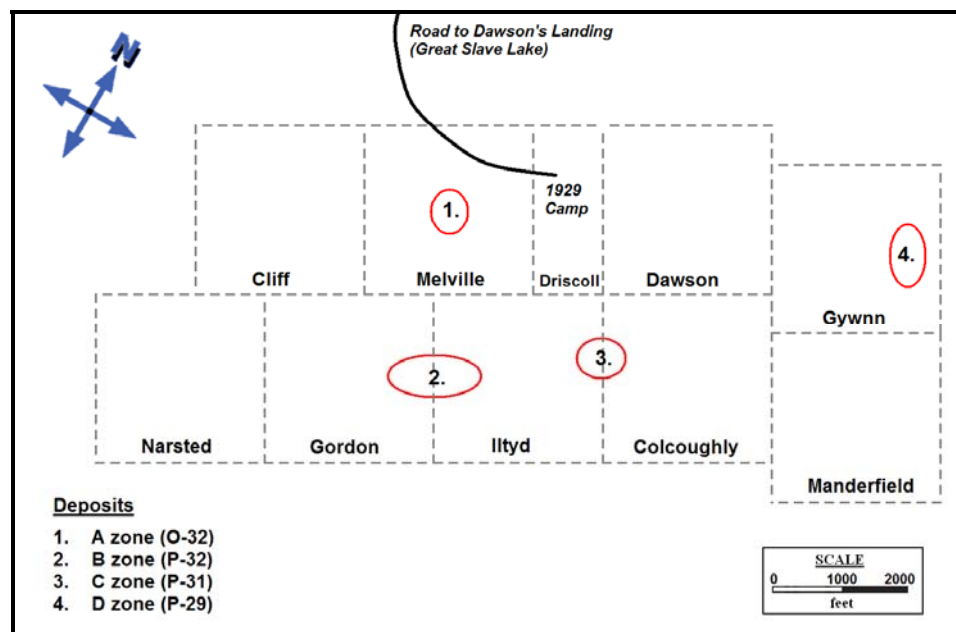 Road to Dawson's Landing
(Great Slave Lake)
N
1929
Camp
1.
4.
Cliff
Melville
Driscoll
Dawson
Gywnn
3.
2.
Narsted
Gordon
Iltyd
Colcoughly
Manderfield
Deposits
1. A zone (O-32)
2. B zone (P-32)
3. C zone (P-31)
4. D zone (P-29)
SCALE
0 1000 2000
feet